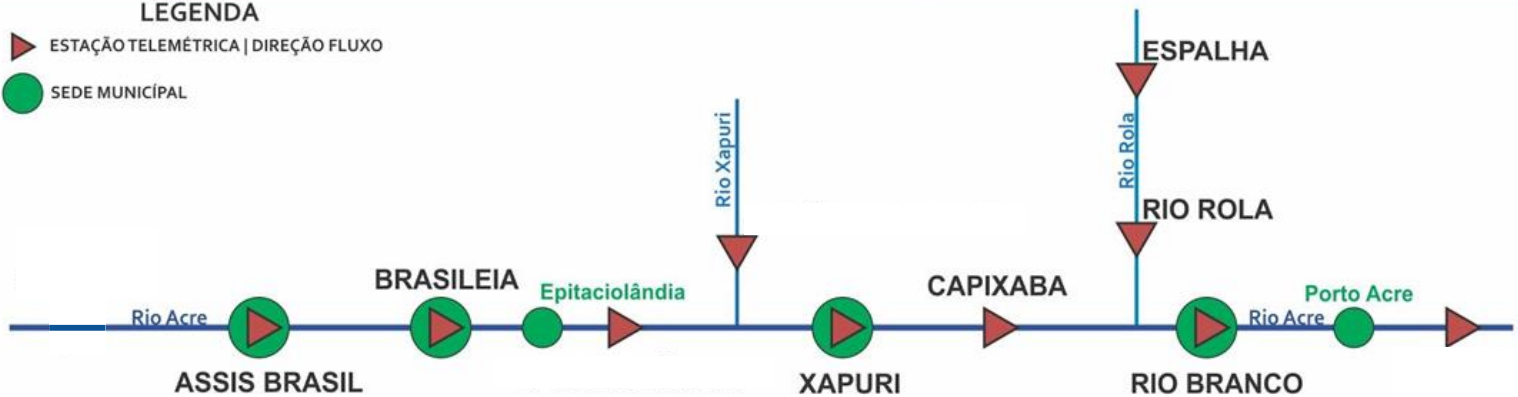 LEGENDA
ESTAÇÃO TELEMÉTRICA | DIREÇÃO FLUXO
SEDE MUNICÍPAL
ESPALHA
Rio Xapuri
Rio Rola
RIO ROLA
BRASILEIA
Epitaciolândia
CAPIXABA
Porto Acre
Rio Acre
Rio Acre
ASSIS BRASIL
XAPURI
RIO BRANCO